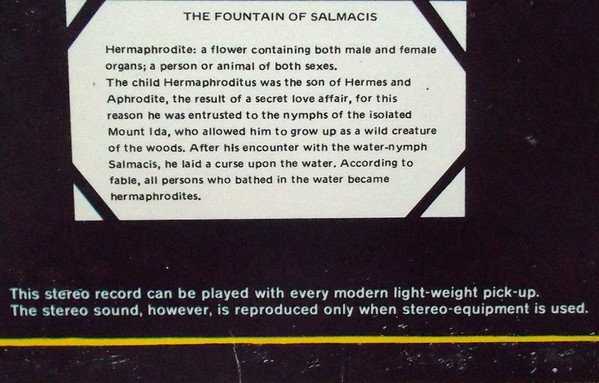 THE FOUNTAIN OF SALMACIS
Hermaphrodite: a flower containing both male and female
organs; a person or animal of both sexes.
The child Hermaphroditus was the son of Hermes and
Aphrodite, the result of a secret love affair, for this
reason he was entrusted to the nymphs of the isolated
Mount Ida, who allowed him to grow up as a wild creature
of the woods. After his encounter with the water-nymph
Salmacis, he laid a curse upon the water. According to
fable, all persons who bathed in the water became
hermaphrodites.
This stereo record can be played with every modern light-weight pick-up.
The stereo sound, however, is reproduced only when stereo-equipment is used.